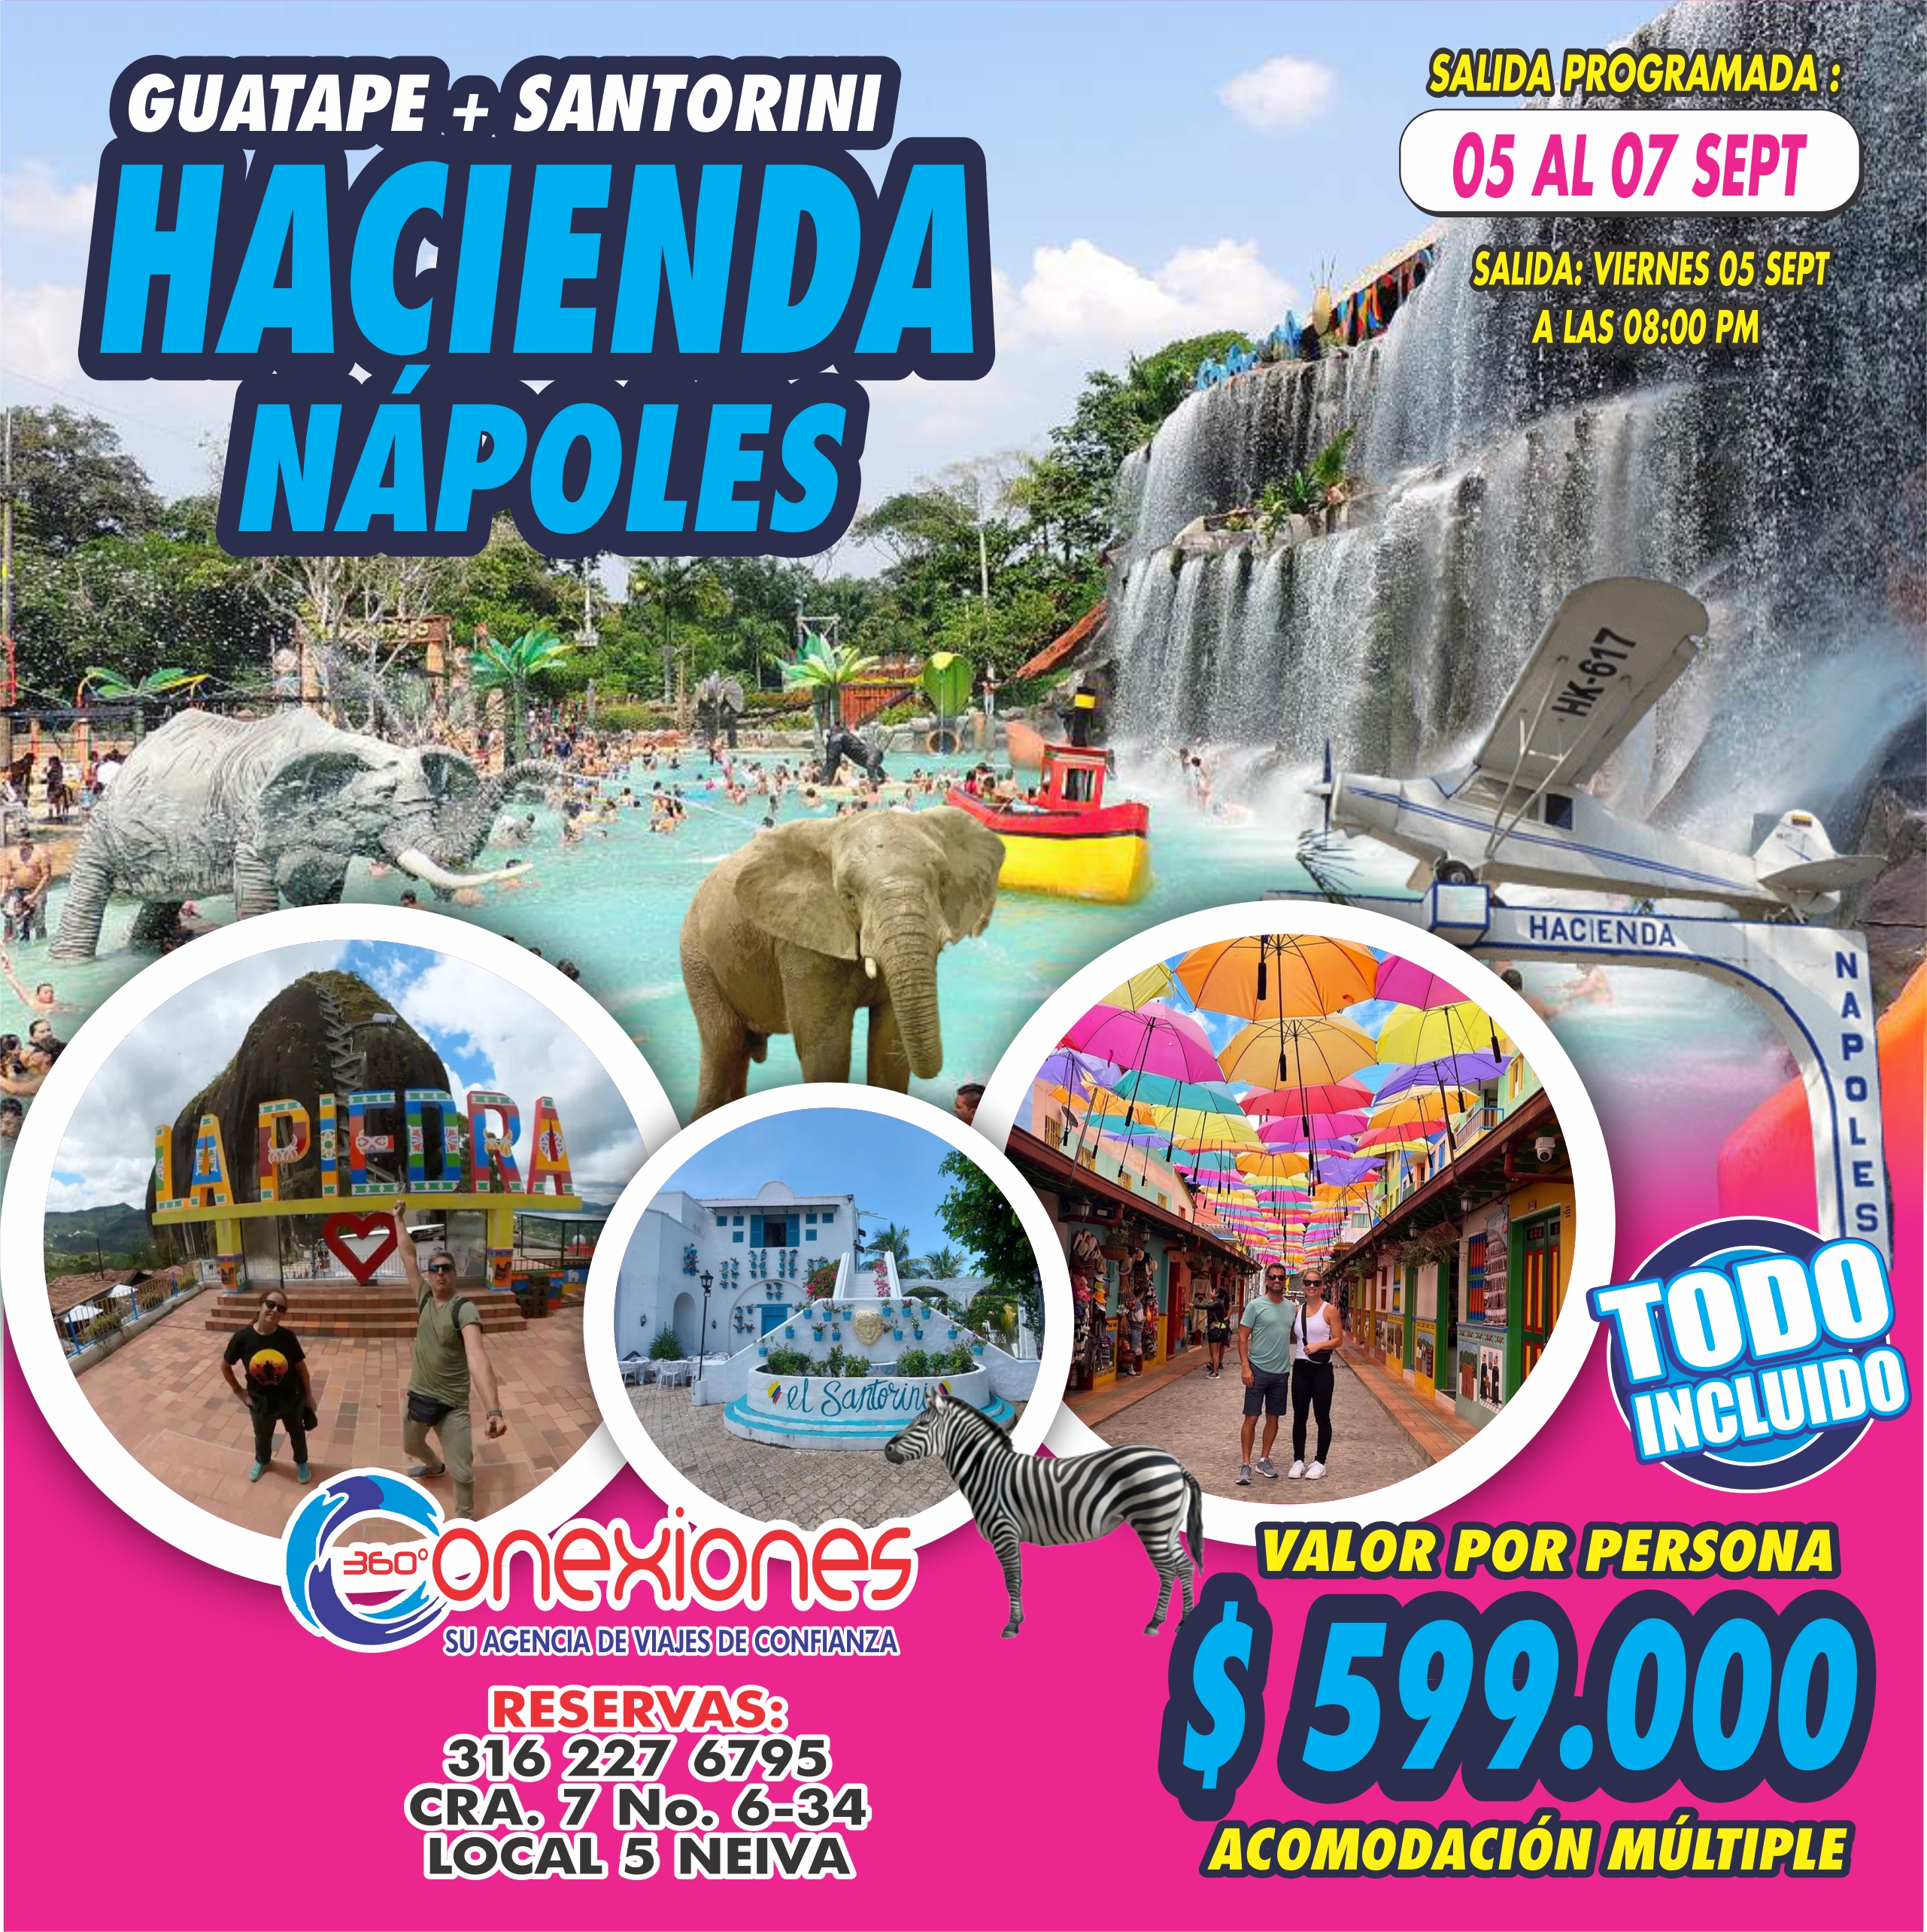 GUATAPE + SANTORINI
HACIENDA
NÁPOLES
SALIDA PROGRAMADA :
05 AL 07 SEPT
SALIDA: VIERNES 05 SEPT
A LAS 08:00 PM
HK-617
HACIENDA
NAPOLES
LA PIEDRA
el Santorini
TODO
INCLUIDO
360°
Conexiones
SU AGENCIA DE VIAJES DE CONFIANZA
RESERVAS:
316 227 6795
CRA. 7 No. 6-34
LOCAL 5 NEIVA
VALOR POR PERSONA
$ 599.000
ACOMODACIÓN MÚLTIPLE